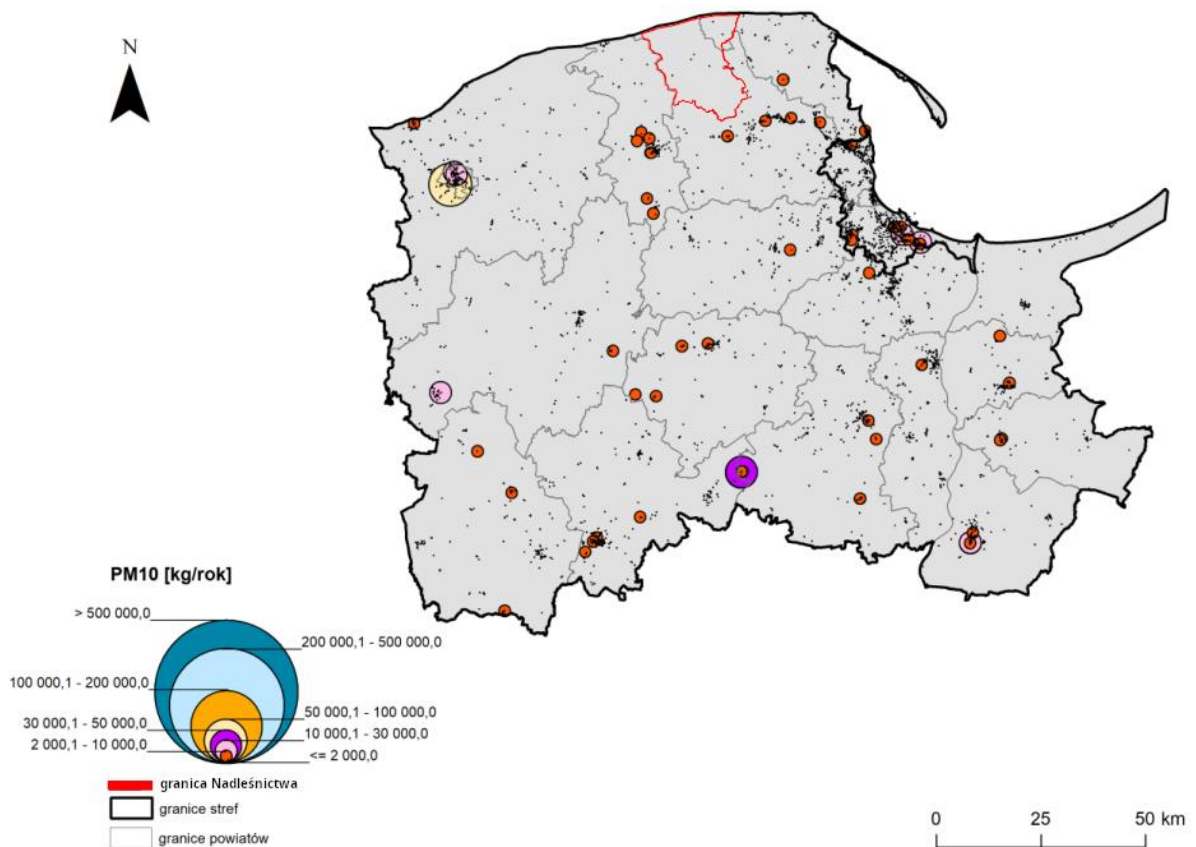 N
PM10 [kg/rok]
> 500 000,0
200 000,1 - 500 000,0
100 000,1 - 200 000,0
50 000,1 - 100 000,0
30 000,1 - 50 000,0
10 000,1 - 30 000,0
2 000,1 - 10 000,0
<= 2 000,0
granica Nadleśnictwa
granice stref
granice powiatów
0 25 50 km